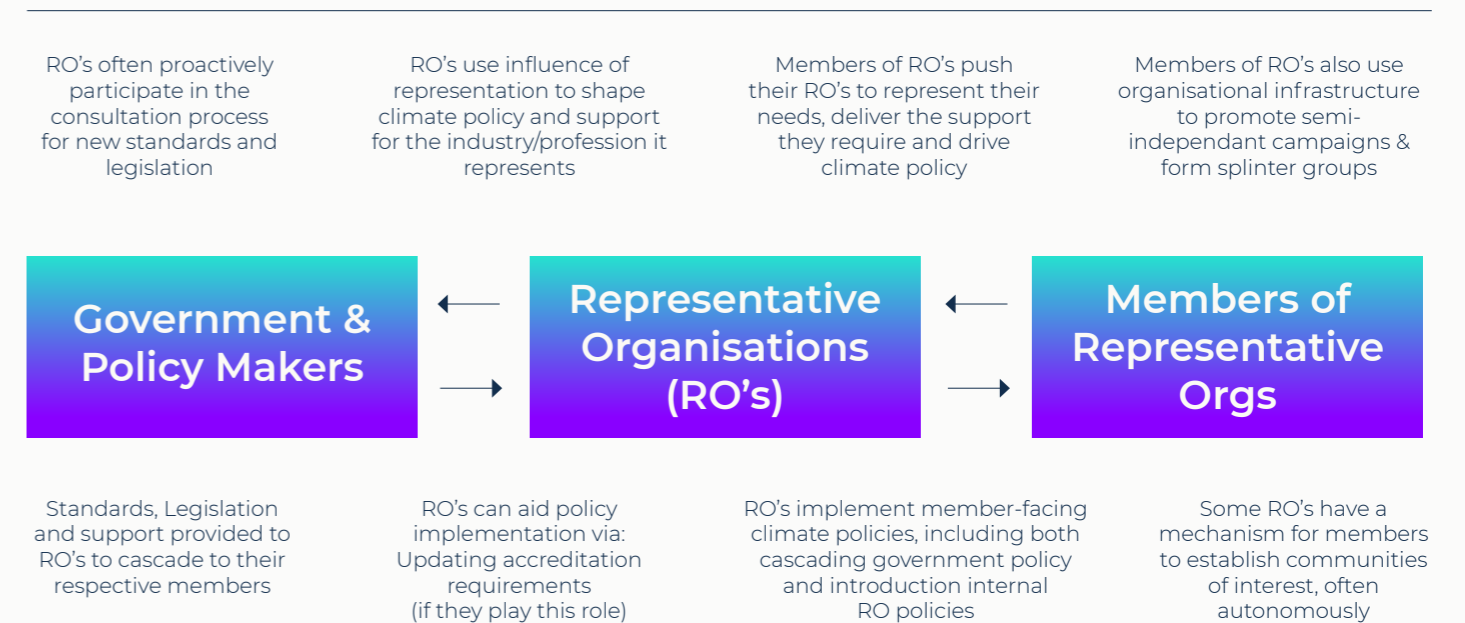 RO's often proactively
participate in the
consultation process
for new standards and
legislation
RO's use influence of
representation to shape
climate policy and support
for the industry/profession it
represents
Members of RO's push
their RO's to represent their
needs, deliver the support
they require and drive
climate policy
Members of RO's also use
organisational infrastructure
to promote semi-
independant campaigns &
form splinter groups
Government &
Policy Makers
Representative
Organisations
(RO's)
Members of
Representative
Orgs
Standards, Legislation
and support provided to
RO's to cascade to their
respective members
RO's can aid policy
implementation via:
Updating accreditation
requirements
(if they play this role)
RO's implement member-facing
climate policies, including both
cascading government policy
and introduction internal
RO policies
Some RO's have a
mechanism for members
to establish communities
of interest, often
autonomously